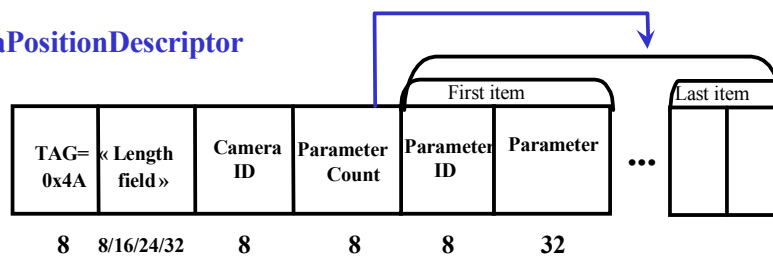 aPositionDescriptor
First item
Last item
TAG=
0x4A
« Length
field »
Camera
ID
Parameter
Count
Parameter
ID
Parameter
...
8 8/16/24/32 8 8 8 32